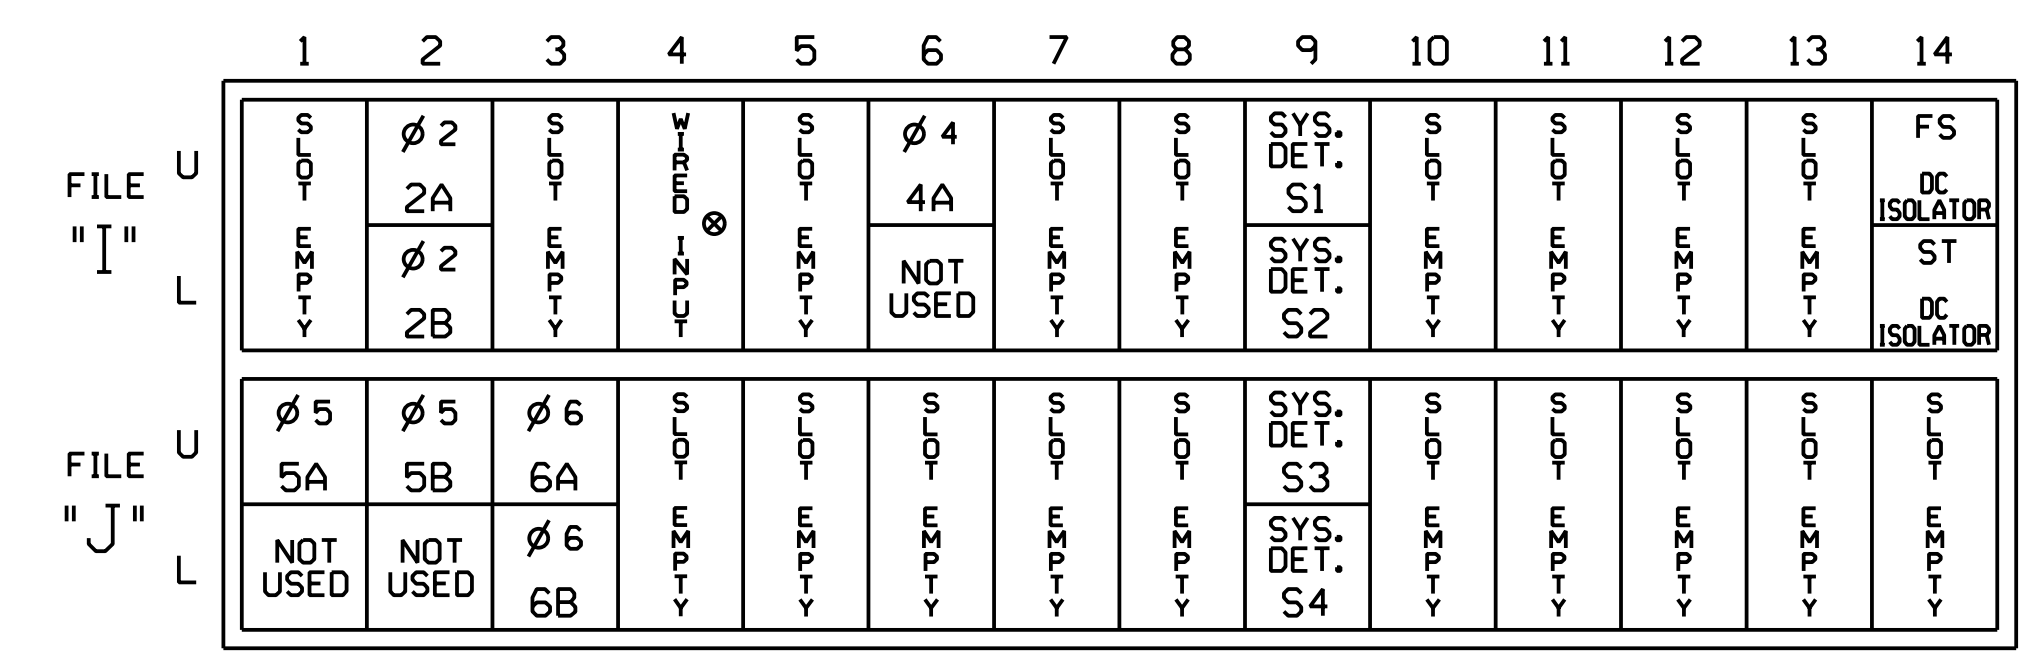 1 2 3 4 5 6 7 8 9 10 11 12 13 14
FILE "I"
U
L
SLOT EMPTY
Ø 2
2A
Ø 2
2B
SLOT EMPTY
WIRED INPUT ⊗
SLOT EMPTY
Ø 4
4A
NOT
USED
SLOT EMPTY
SLOT EMPTY
SYS.
DET.
S1
SYS.
DET.
S2
SLOT EMPTY
SLOT EMPTY
SLOT EMPTY
SLOT EMPTY
FS
DC
ISOLATOR
ST
DC
ISOLATOR
FILE "J"
U
L
Ø 5
5A
NOT
USED
Ø 5
5B
NOT
USED
Ø 6
6A
Ø 6
6B
SLOT EMPTY
SLOT EMPTY
SLOT EMPTY
SLOT EMPTY
SLOT EMPTY
SYS.
DET.
S3
SYS.
DET.
S4
SLOT EMPTY
SLOT EMPTY
SLOT EMPTY
SLOT EMPTY
SLOT EMPTY